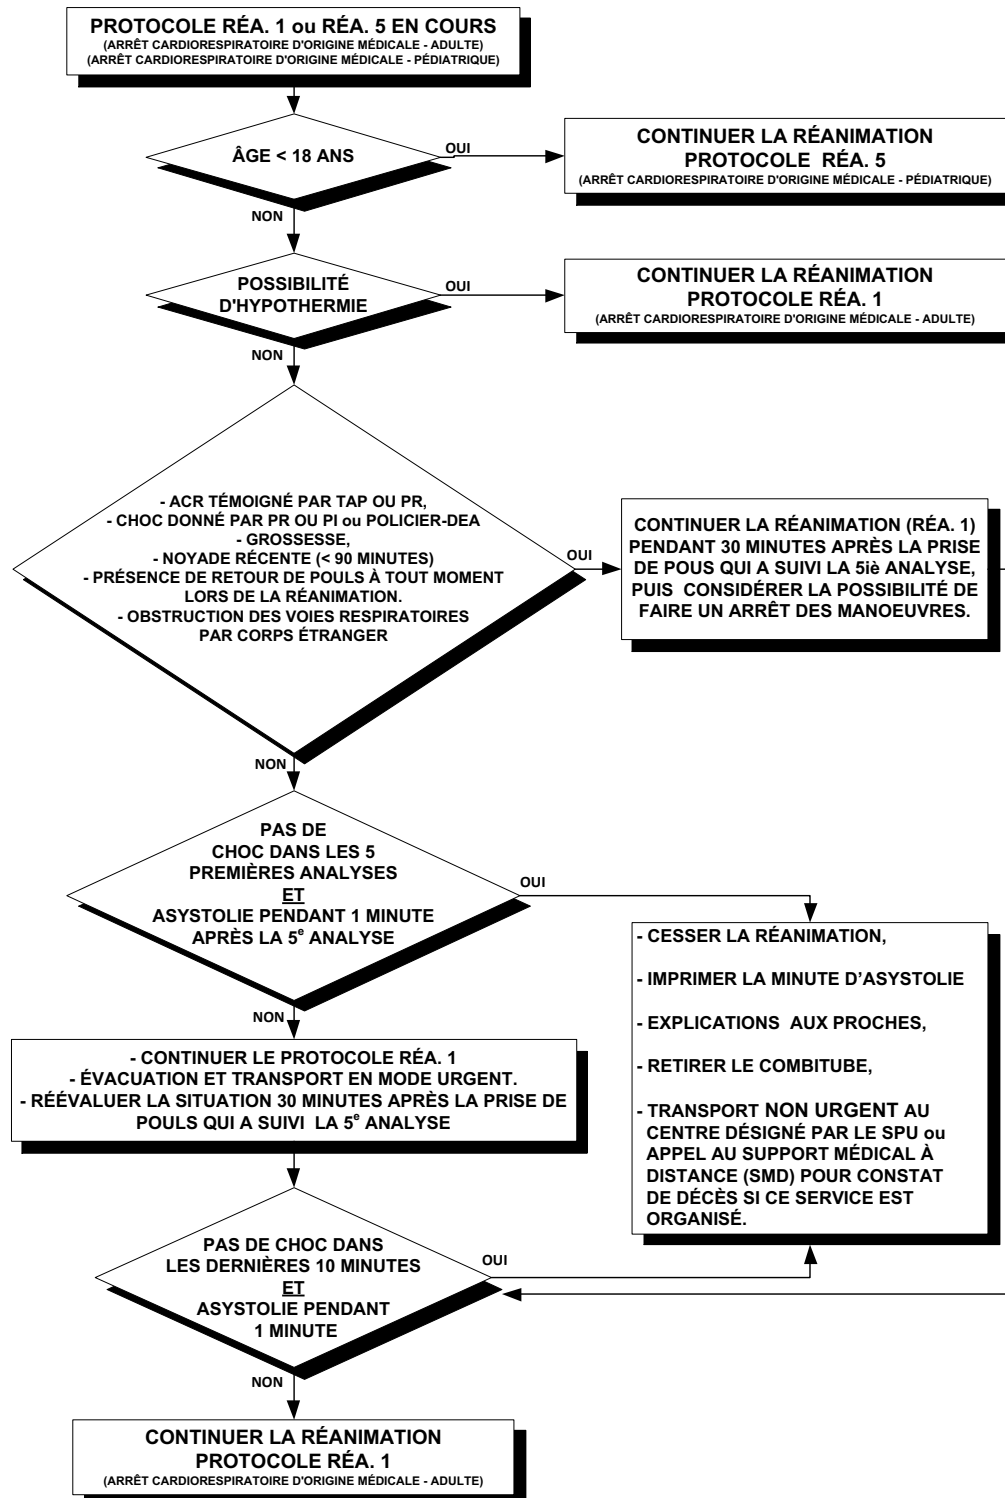 PROTOCOLE RÉA. 1 ou RÉA. 5 EN COURS
(ARRÊT CARDIORESPIRATOIRE D'ORIGINE MÉDICALE - ADULTE)
(ARRÊT CARDIORESPIRATOIRE D'ORIGINE MÉDICALE - PÉDIATRIQUE)
ÂGE < 18 ANS
OUI
CONTINUER LA RÉANIMATION
PROTOCOLE RÉA. 5
(ARRÊT CARDIORESPIRATOIRE D'ORIGINE MÉDICALE - PÉDIATRIQUE)
NON
POSSIBILITÉ
D'HYPOTHERMIE
OUI
CONTINUER LA RÉANIMATION
PROTOCOLE RÉA. 1
(ARRÊT CARDIORESPIRATOIRE D'ORIGINE MÉDICALE - ADULTE)
NON
- ACR TÉMOIGNÉ PAR TAP OU PR,
- CHOC DONNÉ PAR PR OU PI ou POLICIER-DEA
- GROSSESSE,
- NOYADE RÉCENTE (< 90 MINUTES)
- PRÉSENCE DE RETOUR DE POULS À TOUT MOMENT
LORS DE LA RÉANIMATION.
- OBSTRUCTION DES VOIES RESPIRATOIRES
PAR CORPS ÉTRANGER
OUI
CONTINUER LA RÉANIMATION (RÉA. 1)
PENDANT 30 MINUTES APRÈS LA PRISE
DE POUS QUI A SUIVI LA 5iè ANALYSE,
PUIS CONSIDÉRER LA POSSIBILITÉ DE
FAIRE UN ARRÊT DES MANOEUVRES.
NON
PAS DE
CHOC DANS LES 5
PREMIÈRES ANALYSES
ET
ASYSTOLIE PENDANT 1 MINUTE
APRÈS LA 5e ANALYSE
OUI
- CESSER LA RÉANIMATION,
- IMPRIMER LA MINUTE D'ASYSTOLIE
- EXPLICATIONS AUX PROCHES,
- RETIRER LE COMBITUBE,
- TRANSPORT NON URGENT AU
CENTRE DÉSIGNÉ PAR LE SPU ou
APPEL AU SUPPORT MÉDICAL À
DISTANCE (SMD) POUR CONSTAT
DE DÉCÈS SI CE SERVICE EST
ORGANISÉ.
NON
- CONTINUER LE PROTOCOLE RÉA. 1
- ÉVACUATION ET TRANSPORT EN MODE URGENT.
- RÉÉVALUER LA SITUATION 30 MINUTES APRÈS LA PRISE DE
POULS QUI A SUIVI LA 5e ANALYSE
PAS DE CHOC DANS
LES DERNIÈRES 10 MINUTES
ET
ASYSTOLIE PENDANT
1 MINUTE
OUI
NON
CONTINUER LA RÉANIMATION
PROTOCOLE RÉA. 1
(ARRÊT CARDIORESPIRATOIRE D'ORIGINE MÉDICALE - ADULTE)